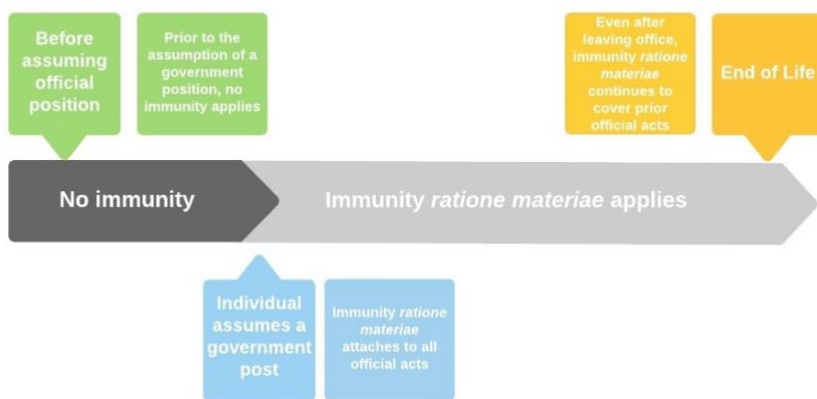 Before
assuming
official
position
Prior to the
assumption of a
government
position, no
immunity applies
Even after
leaving office,
immunity ratione
materiae
continues to
cover prior
official acts
End of Life
No immunity
Immunity ratione materiae applies
Individual
assumes a
government
post
Immunity ratione
materiae
attaches to all
official acts